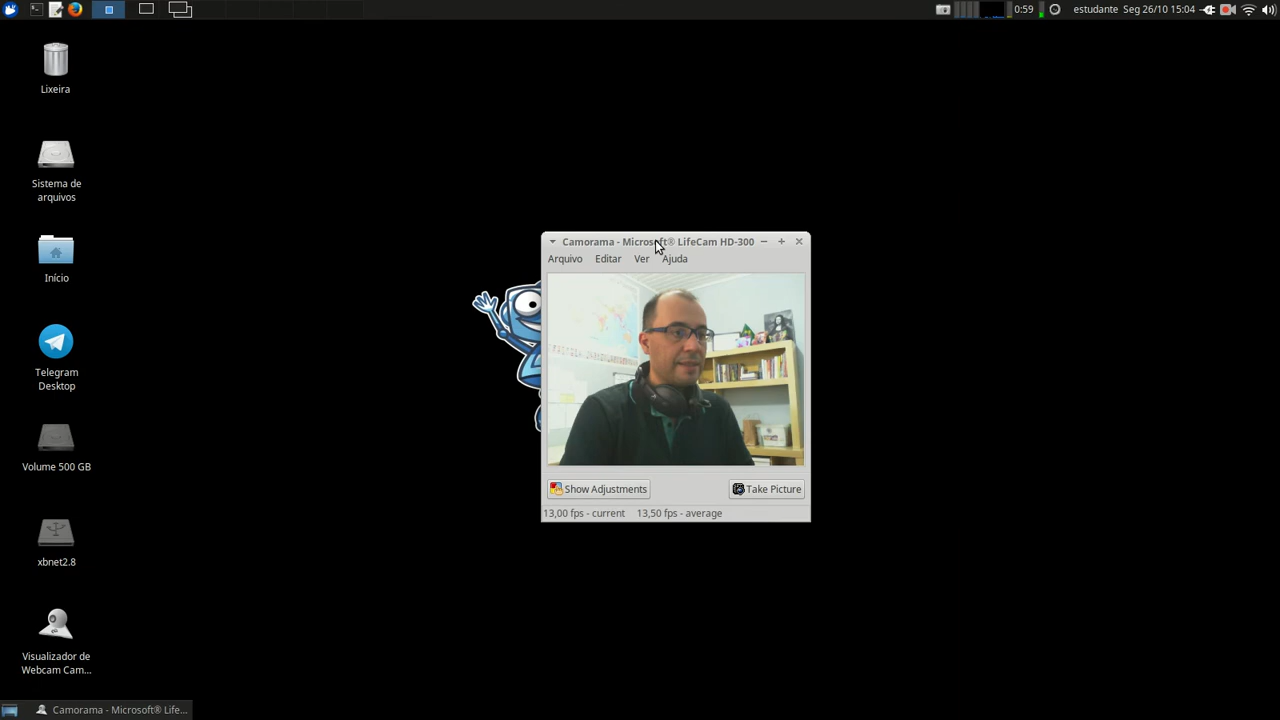 0:59
estudante Seg 26/10 15:04
Lixeira
Sistema de
arquivos
Início
Telegram
Desktop
Volume 500 GB
xbnet2.8
Visualizador de
Webcam Cam...
Camorama - Microsoft® LifeCam HD-300
Arquivo Editar Ver Ajuda
Show Adjustments Take Picture
13,00 fps - current 13,50 fps - average
Camorama - Microsoft® Life...